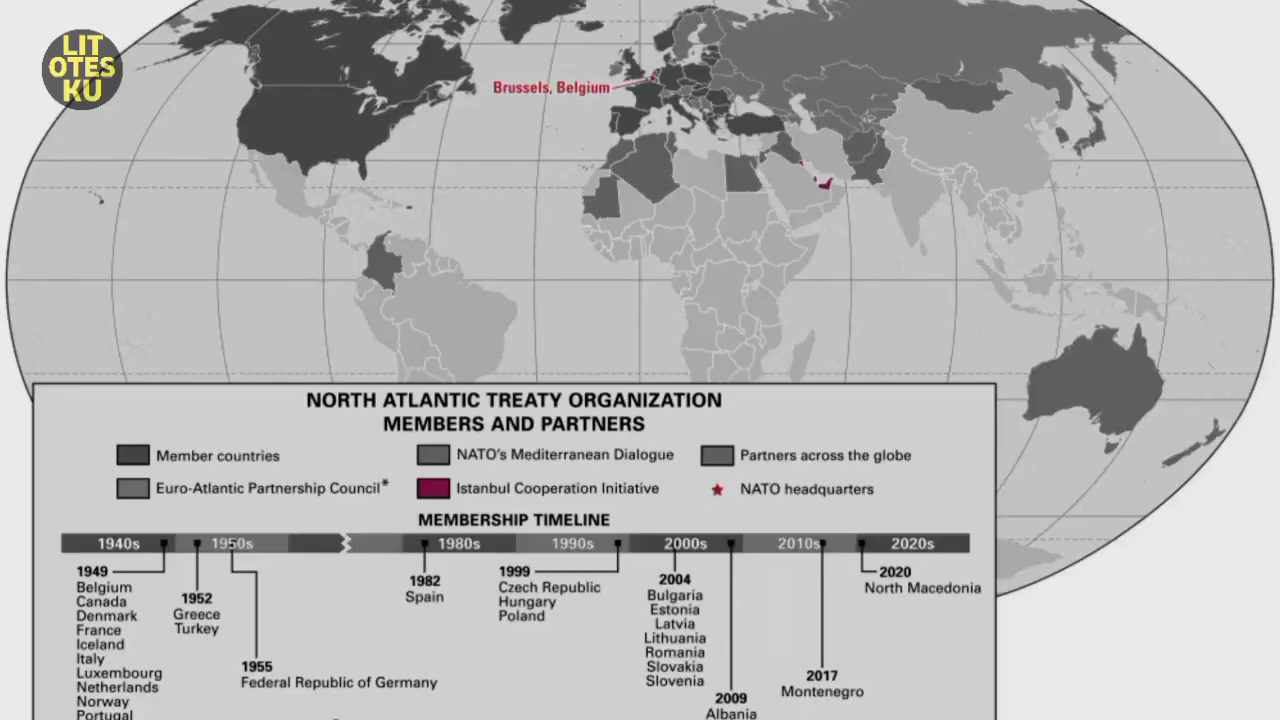 LIT
OTES
KU
Brussels, Belgium
NORTH ATLANTIC TREATY ORGANIZATION
MEMBERS AND PARTNERS
Member countries
NATO's Mediterranean Dialogue
Partners across the globe
Euro-Atlantic Partnership Council*
Istanbul Cooperation Initiative
NATO headquarters
MEMBERSHIP TIMELINE
1940s
1950s
1980s
1990s
2000s
2010s
2020s
1949
Belgium
Canada
Denmark
France
Iceland
Italy
Luxembourg
Netherlands
Norway
Portugal
1952
Greece
Turkey
1955
Federal Republic of Germany
1982
Spain
1999
Czech Republic
Hungary
Poland
2004
Bulgaria
Estonia
Latvia
Lithuania
Romania
Slovakia
Slovenia
2009
Albania
2017
Montenegro
2020
North Macedonia